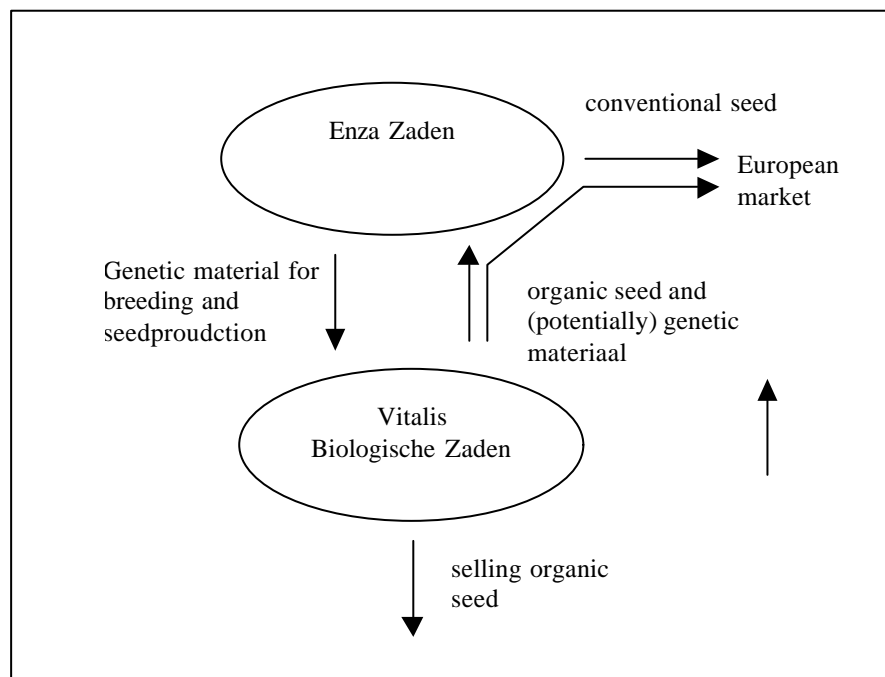 Enza Zaden
conventional seed
European
market
Genetic material for
breeding and
seedproudction
organic seed and
(potentially) genetic
materiaal
Vitalis
Biologische Zaden
selling organic
seed